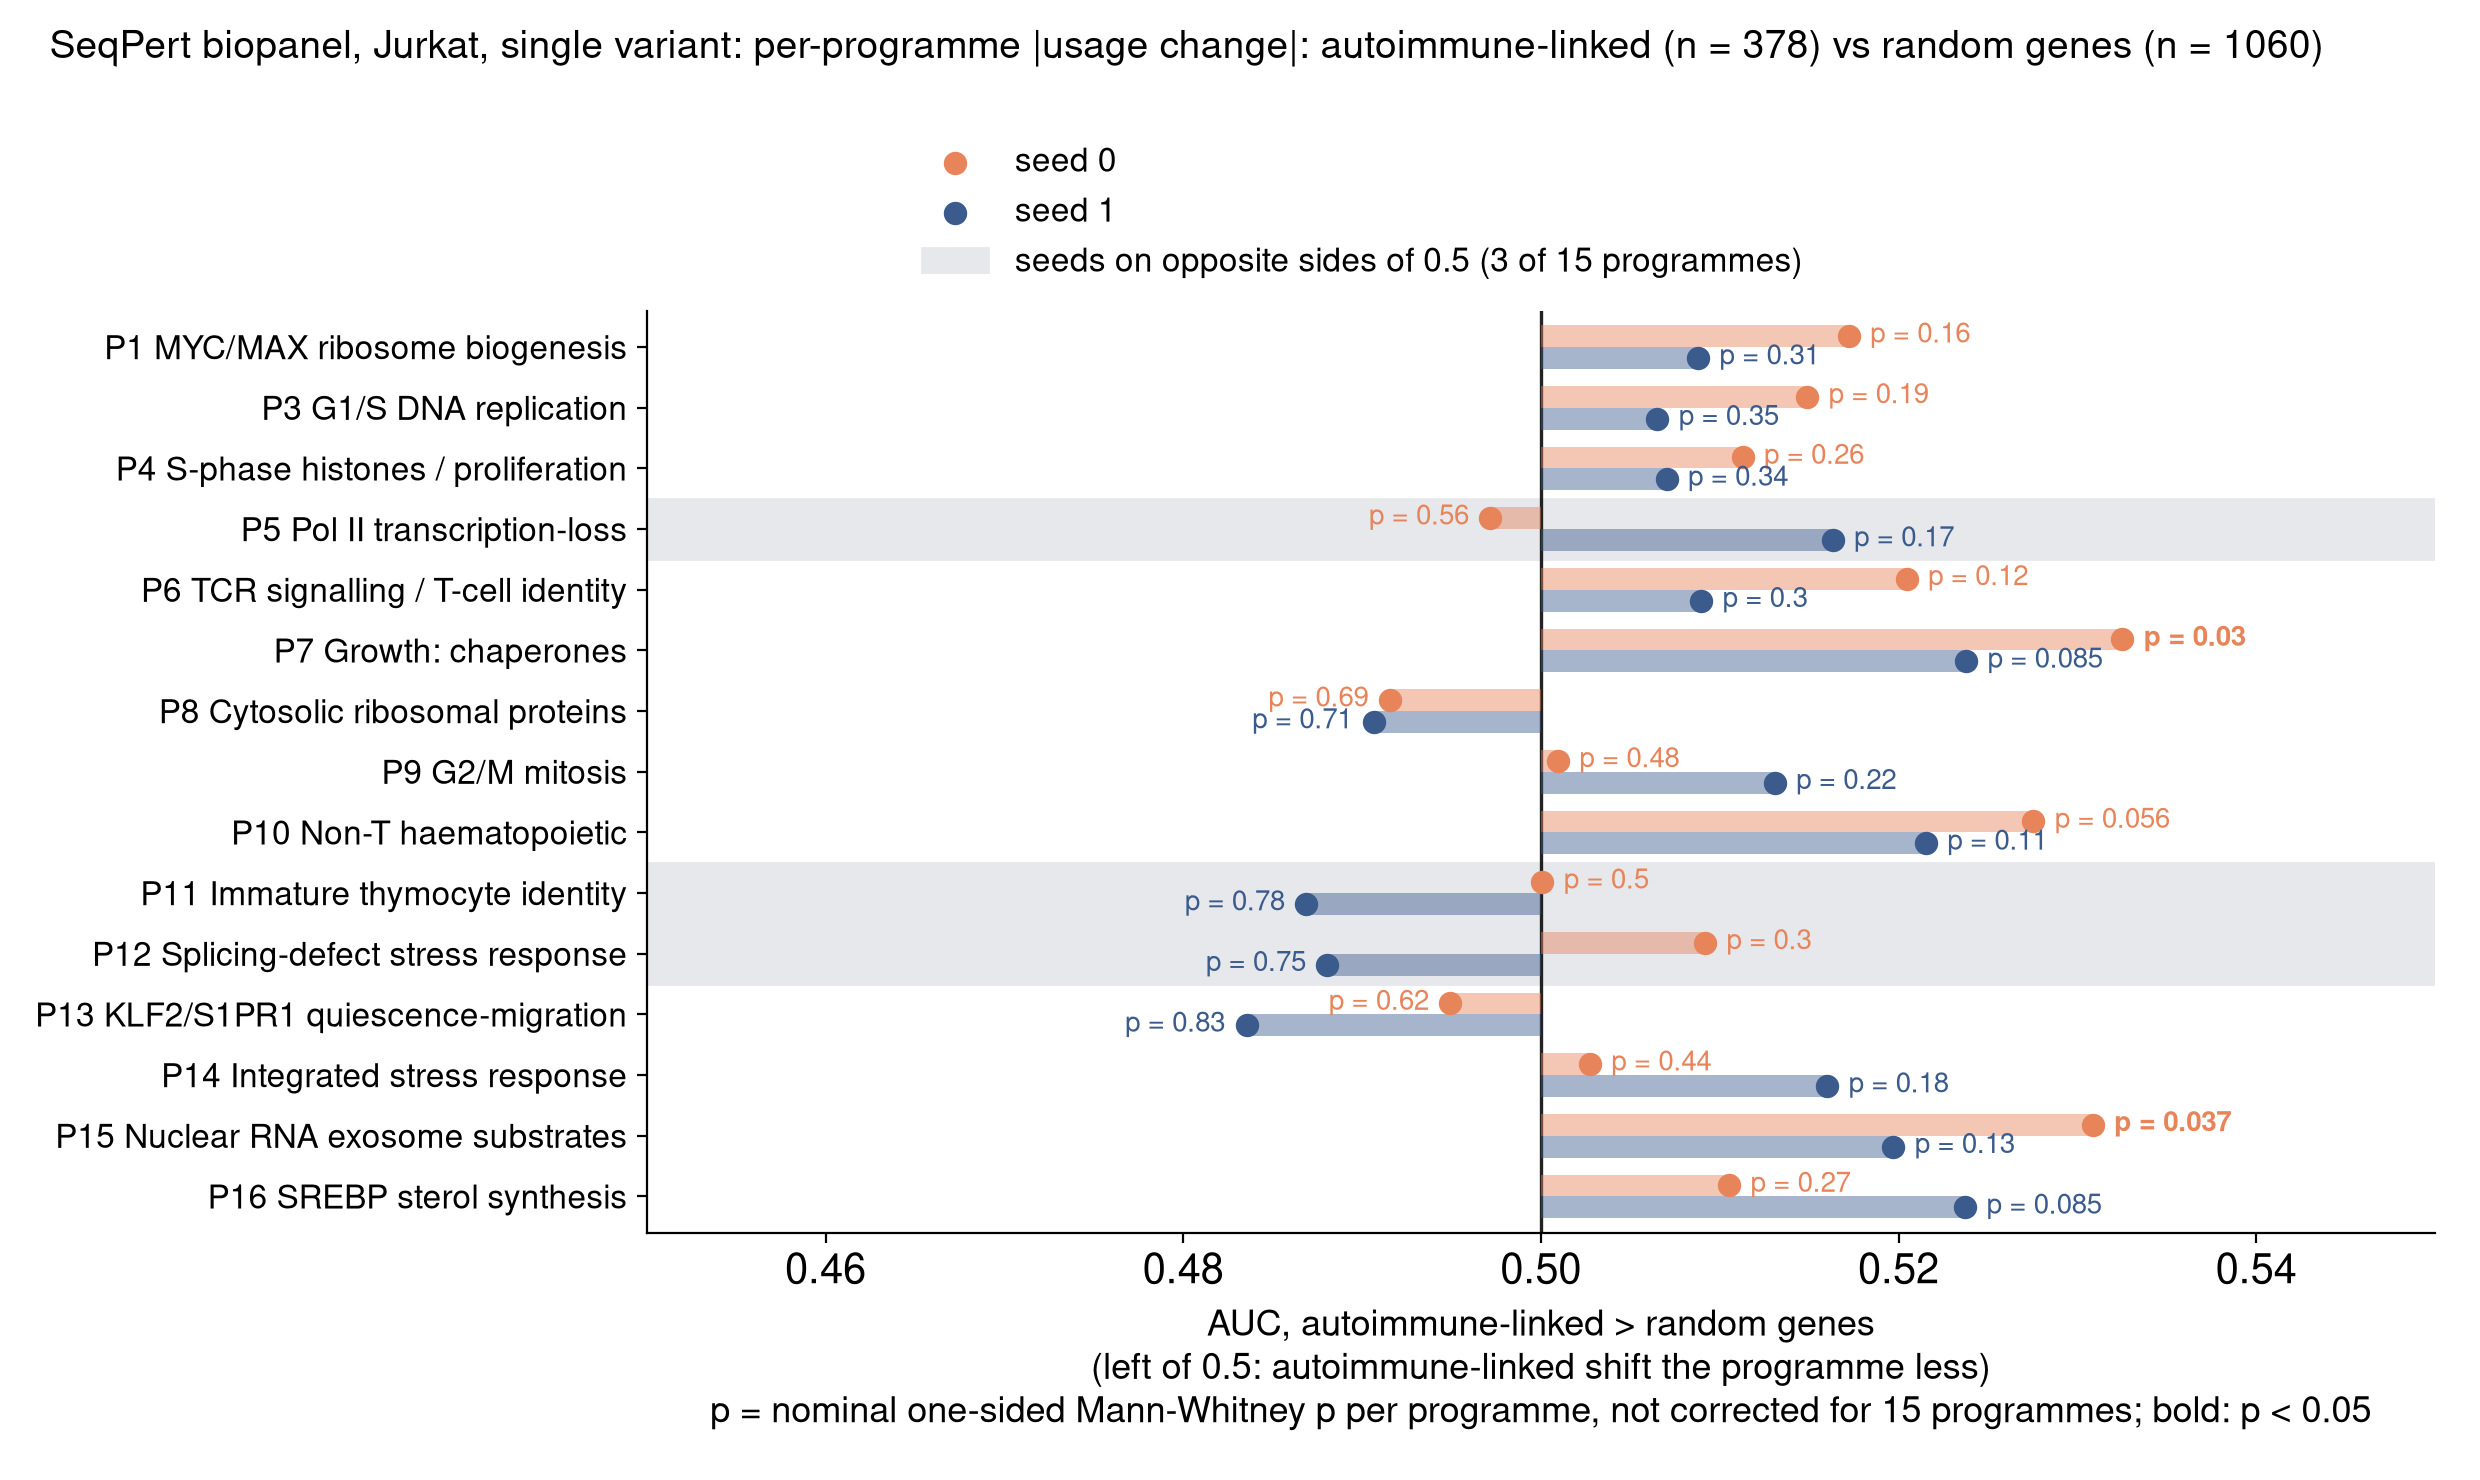 SeqPert biopanel, Jurkat, single variant: per-programme |usage change|: autoimmune-linked (n = 378) vs random genes (n = 1060)
seed 0
seed 1
seeds on opposite sides of 0.5 (3 of 15 programmes)
P1 MYC/MAX ribosome biogenesis
p = 0.16
p = 0.31
P3 G1/S DNA replication
p = 0.19
p = 0.35
P4 S-phase histones / proliferation
p = 0.26
p = 0.34
P5 Pol II transcription-loss
p = 0.56
p = 0.17
P6 TCR signalling / T-cell identity
p = 0.12
p = 0.3
P7 Growth: chaperones
p = 0.03
p = 0.085
P8 Cytosolic ribosomal proteins
p = 0.69
p = 0.71
P9 G2/M mitosis
p = 0.48
p = 0.22
P10 Non-T haematopoietic
p = 0.056
p = 0.11
P11 Immature thymocyte identity
p = 0.5
p = 0.78
P12 Splicing-defect stress response
p = 0.3
p = 0.75
P13 KLF2/S1PR1 quiescence-migration
p = 0.62
p = 0.83
P14 Integrated stress response
p = 0.44
p = 0.18
P15 Nuclear RNA exosome substrates
p = 0.037
p = 0.13
P16 SREBP sterol synthesis
p = 0.27
p = 0.085
0.46 0.48 0.50 0.52 0.54
AUC, autoimmune-linked > random genes
(left of 0.5: autoimmune-linked shift the programme less)
p = nominal one-sided Mann-Whitney p per programme, not corrected for 15 programmes; bold: p < 0.05